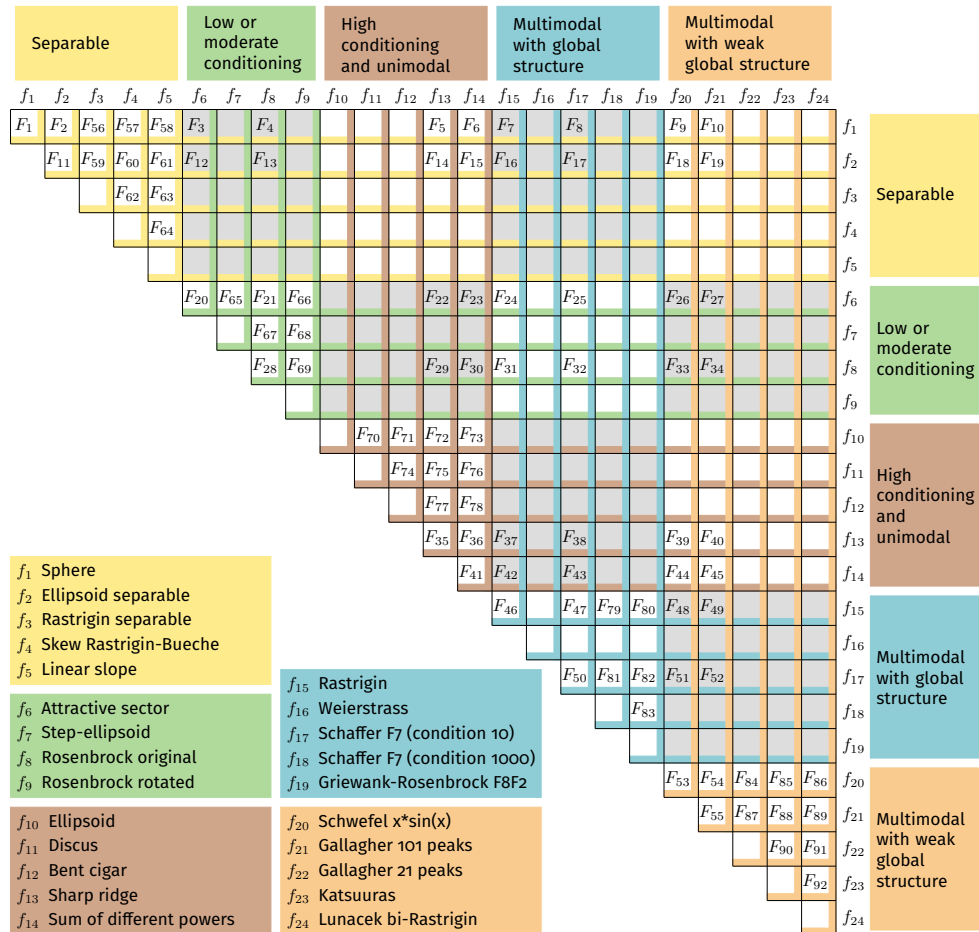 Separable
Low or
moderate
conditioning
High
conditioning
and unimodal
Multimodal
with global
structure
Multimodal
with weak
global structure
f₁ f₂ f₃ f₄ f₅ f₆ f₇ f₈ f₉ f₁₀ f₁₁ f₁₂ f₁₃ f₁₄ f₁₅ f₁₆ f₁₇ f₁₈ f₁₉ f₂₀ f₂₁ f₂₂ f₂₃ f₂₄
F₁ F₂ F₅₆ F₅₇ F₅₈ F₃ F₄ F₅ F₆ F₇ F₈ F₉ F₁₀ f₁
F₁₁ F₅₉ F₆₀ F₆₁ F₁₂ F₁₃ F₁₄ F₁₅ F₁₆ F₁₇ F₁₈ F₁₉ f₂
F₆₂ F₆₃ f₃
F₆₄ f₄
f₅
Separable
F₂₀ F₆₅ F₂₁ F₆₆ F₂₂ F₂₃ F₂₄ F₂₅ F₂₆ F₂₇ f₆
F₆₇ F₆₈ f₇
F₂₈ F₆₉ F₂₉ F₃₀ F₃₁ F₃₂ F₃₃ F₃₄ f₈
f₉
Low or
moderate
conditioning
F₇₀ F₇₁ F₇₂ F₇₃ f₁₀
F₇₄ F₇₅ F₇₆ f₁₁
F₇₇ F₇₈ f₁₂
F₃₅ F₃₆ F₃₇ F₃₈ F₃₉ F₄₀ f₁₃
F₄₁ F₄₂ F₄₃ F₄₄ F₄₅ f₁₄
High
conditioning
and
unimodal
F₄₆ F₄₇ F₇₉ F₈₀ F₄₈ F₄₉ f₁₅
f₁₆
F₅₀ F₈₁ F₈₂ F₅₁ F₅₂ f₁₇
F₈₃ f₁₈
f₁₉
Multimodal
with global
structure
F₅₃ F₅₄ F₈₄ F₈₅ F₈₆ f₂₀
F₅₅ F₈₇ F₈₈ F₈₉ f₂₁
F₉₀ F₉₁ f₂₂
F₉₂ f₂₃
f₂₄
Multimodal
with weak
global
structure
f₁ Sphere
f₂ Ellipsoid separable
f₃ Rastrigin separable
f₄ Skew Rastrigin-Bueche
f₅ Linear slope
f₆ Attractive sector
f₇ Step-ellipsoid
f₈ Rosenbrock original
f₉ Rosenbrock rotated
f₁₀ Ellipsoid
f₁₁ Discus
f₁₂ Bent cigar
f₁₃ Sharp ridge
f₁₄ Sum of different powers
f₁₅ Rastrigin
f₁₆ Weierstrass
f₁₇ Schaffer F7 (condition 10)
f₁₈ Schaffer F7 (condition 1000)
f₁₉ Griewank-Rosenbrock F8F2
f₂₀ Schwefel x*sin(x)
f₂₁ Gallagher 101 peaks
f₂₂ Gallagher 21 peaks
f₂₃ Katsuuras
f₂₄ Lunacek bi-Rastrigin